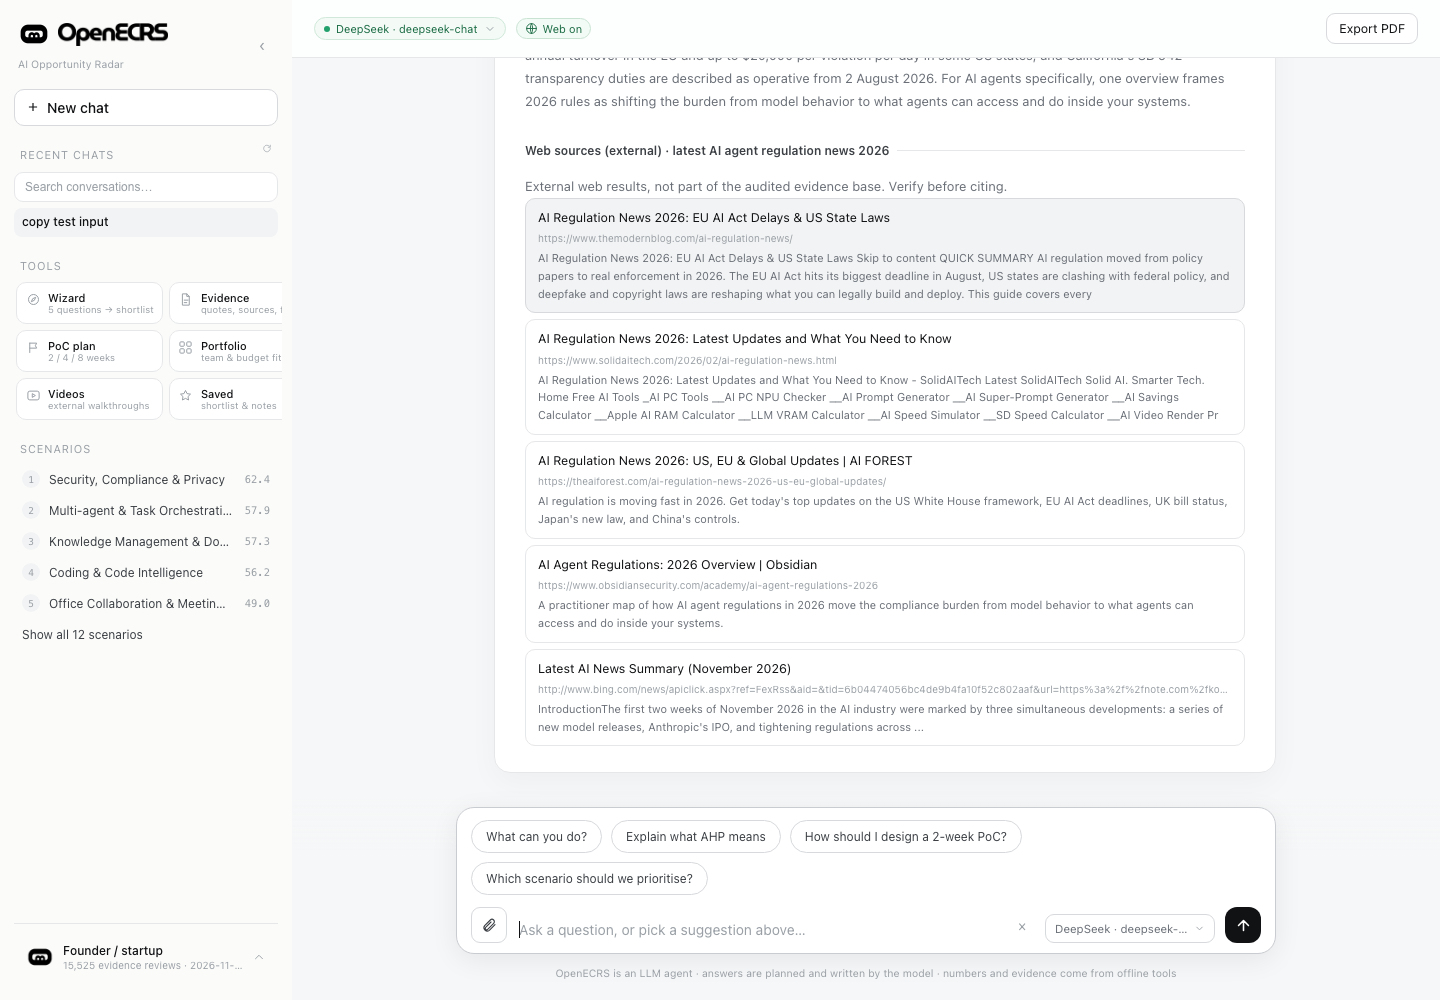 OpenECRS
AI Opportunity Radar
New chat
RECENT CHATS
Search conversations…
copy test input
TOOLS
Wizard
5 questions → shortlist
Evidence
quotes, sources,
PoC plan
2 / 4 / 8 weeks
Portfolio
team & budget fit
Videos
external walkthroughs
Saved
shortlist & notes
SCENARIOS
1 Security, Compliance & Privacy 62.4
2 Multi-agent & Task Orchestrati... 57.9
3 Knowledge Management & Do... 57.3
4 Coding & Code Intelligence 56.2
5 Office Collaboration & Meetin... 49.0
Show all 12 scenarios
Founder / startup
15,525 evidence reviews · 2026-11-...
DeepSeek · deepseek-chat
Web on
Export PDF
transparency duties are described as operative from 2 August 2026. For AI agents specifically, one overview frames
2026 rules as shifting the burden from model behavior to what agents can access and do inside your systems.
Web sources (external) · latest AI agent regulation news 2026
External web results, not part of the audited evidence base. Verify before citing.
AI Regulation News 2026: EU AI Act Delays & US State Laws
https://www.themodernblog.com/ai-regulation-news/
AI Regulation News 2026: EU AI Act Delays & US State Laws Skip to content QUICK SUMMARY AI regulation moved from policy
papers to real enforcement in 2026. The EU AI Act hits its biggest deadline in August, US states are clashing with federal policy, and
deepfake and copyright laws are reshaping what you can legally build and deploy. This guide covers every
AI Regulation News 2026: Latest Updates and What You Need to Know
https://www.solidaitech.com/2026/02/ai-regulation-news.html
AI Regulation News 2026: Latest Updates and What You Need to Know - SolidAITech Latest SolidAITech Solid AI. Smarter Tech.
Home Free AI Tools _AI PC Tools __AI PC NPU Checker __AI Prompt Generator __AI Super-Prompt Generator __AI Savings
Calculator __Apple AI RAM Calculator __LLM VRAM Calculator __AI Speed Simulator __SD Speed Calculator __AI Video Render Pr
AI Regulation News 2026: US, EU & Global Updates | AI FOREST
https://theaiforest.com/ai-regulation-news-2026-us-eu-global-updates/
AI regulation is moving fast in 2026. Get today's top updates on the US White House framework, EU AI Act deadlines, UK bill status,
Japan's new law, and China's controls.
AI Agent Regulations: 2026 Overview | Obsidian
https://www.obsidiansecurity.com/academy/ai-agent-regulations-2026
A practitioner map of how AI agent regulations in 2026 move the compliance burden from model behavior to what agents can
access and do inside your systems.
Latest AI News Summary (November 2026)
http://www.bing.com/news/apiclick.aspx?ref=FexRss&aid=&tid=6b04474056bc4de9b4fa10f52c802aaf&url=https%3a%2f%2fnote.com%2fko...
IntroductionThe first two weeks of November 2026 in the AI industry were marked by three simultaneous developments: a series of
new model releases, Anthropic's IPO, and tightening regulations across ...
What can you do?
Explain what AHP means
How should I design a 2-week PoC?
Which scenario should we prioritise?
Ask a question, or pick a suggestion above...
DeepSeek · deepseek-...
OpenECRS is an LLM agent · answers are planned and written by the model · numbers and evidence come from offline tools